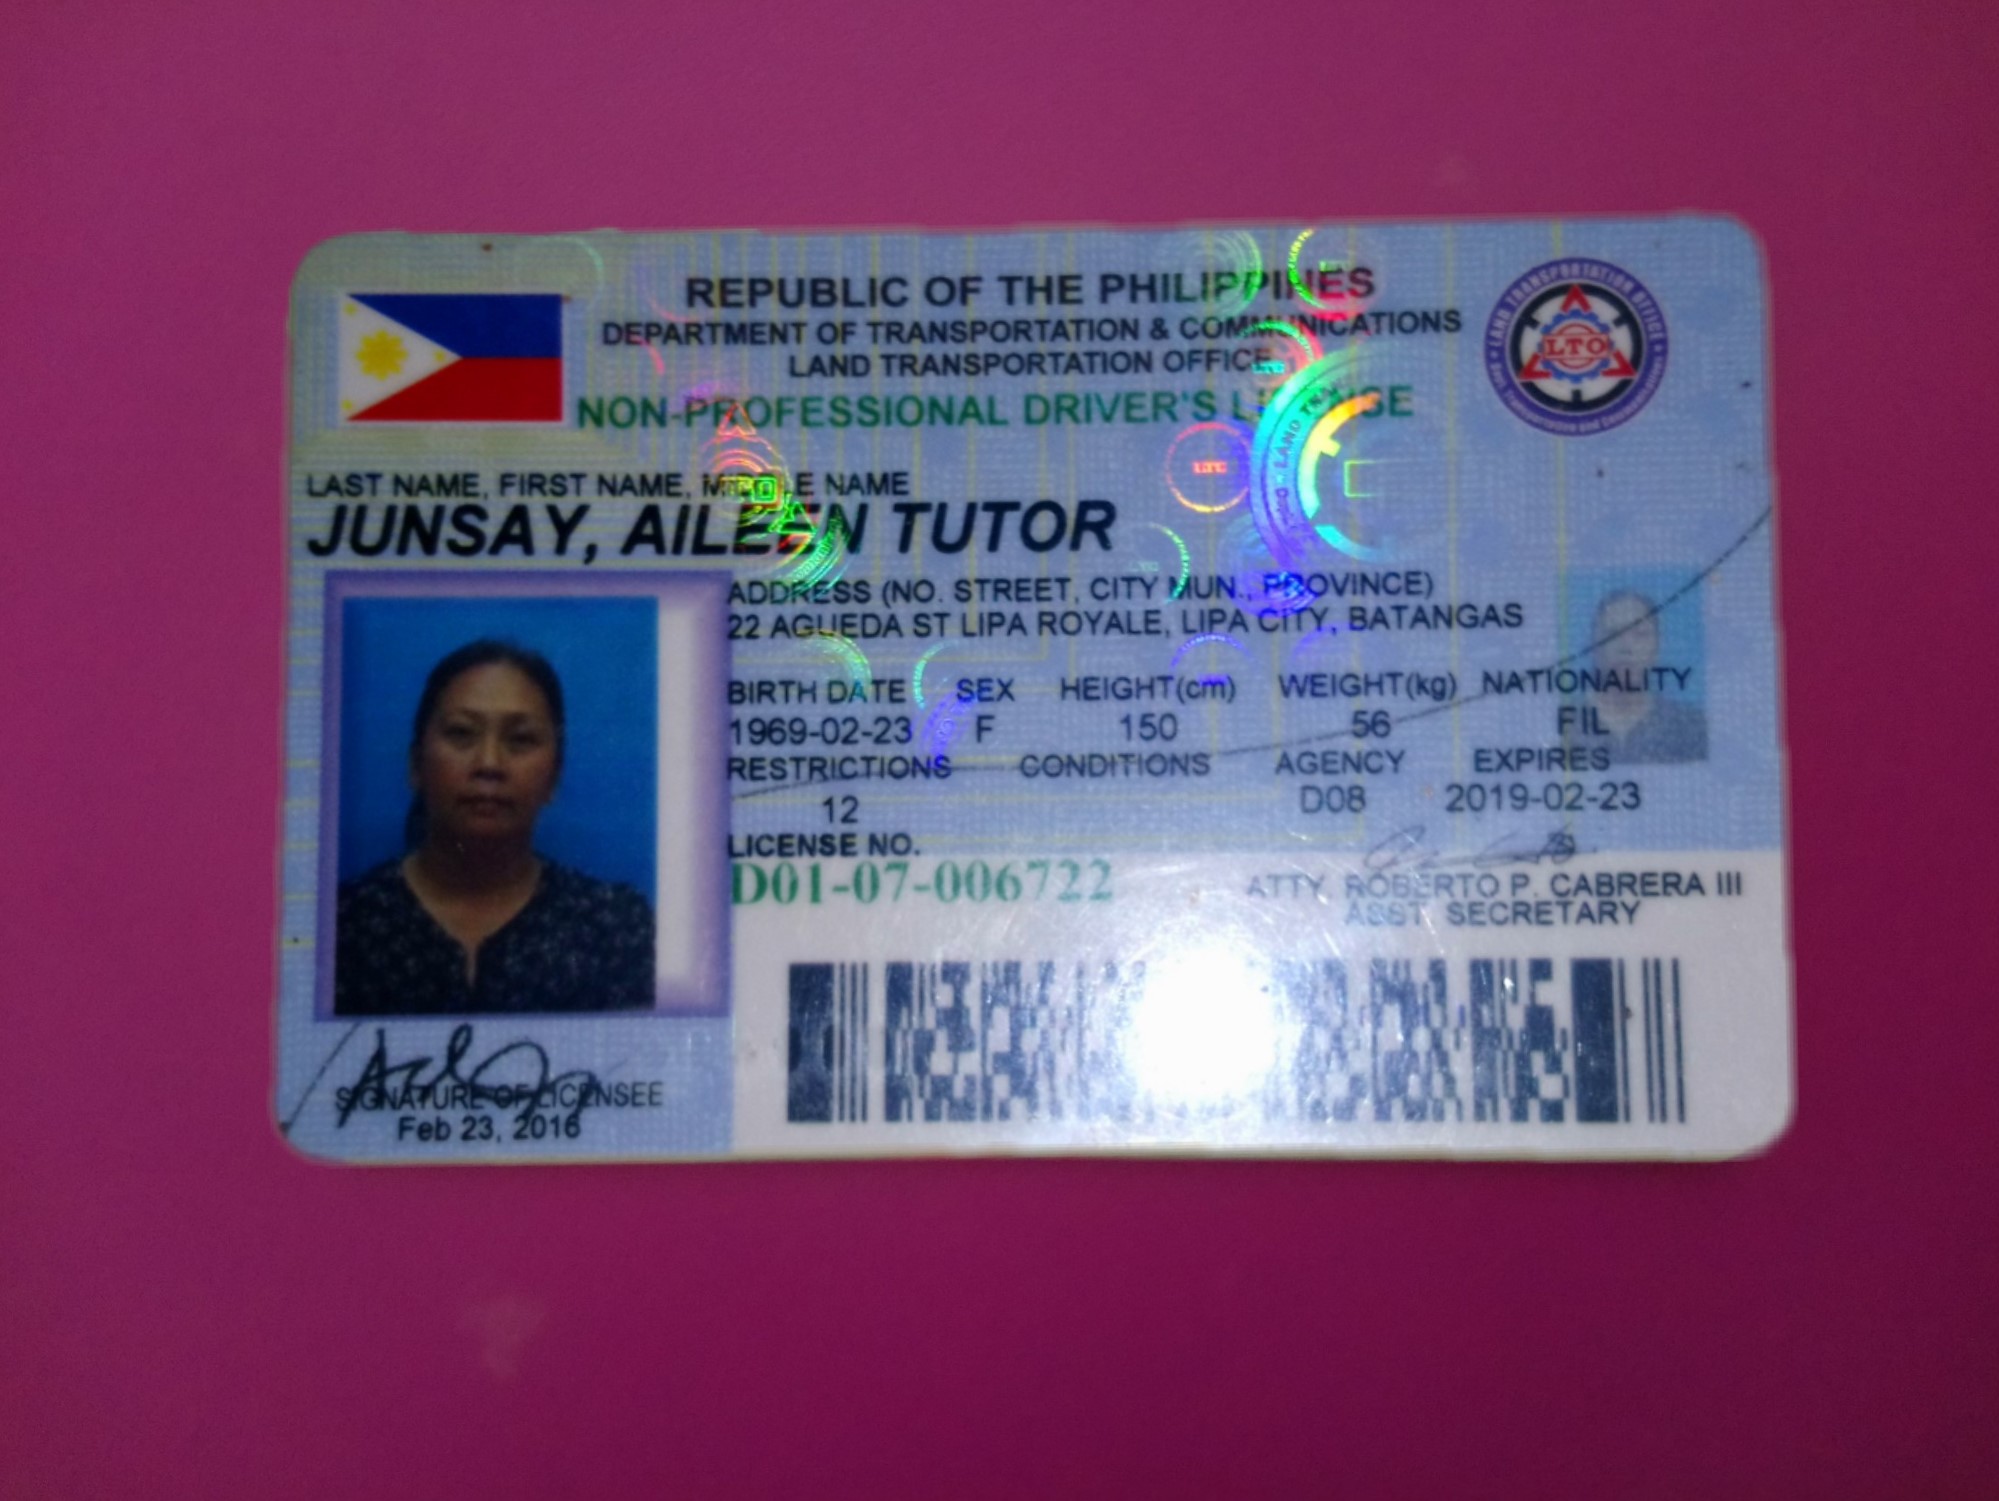 REPUBLIC OF THE PHILIPPINES
DEPARTMENT OF TRANSPORTATION & COMMUNICATIONS
LAND TRANSPORTATION OFFICE
NON-PROFESSIONAL DRIVER'S LICENSE
LAND TRANSPORTATION OFFICE
LTO
LAST NAME, FIRST NAME, MIDDLE NAME
JUNSAY, AILEEN TUTOR
ADDRESS (NO. STREET, CITY MUN., PROVINCE)
22 AGUEDA ST LIPA ROYALE, LIPA CITY, BATANGAS
BIRTH DATE SEX HEIGHT(cm) WEIGHT(kg) NATIONALITY
1969-02-23 F 150 56 FIL
RESTRICTIONS CONDITIONS AGENCY EXPIRES
12 D08 2019-02-23
LICENSE NO.
D01-07-006722
ATTY. ROBERTO P. CABRERA III
ASST. SECRETARY
SIGNATURE OF LICENSEE
Feb 23, 2016